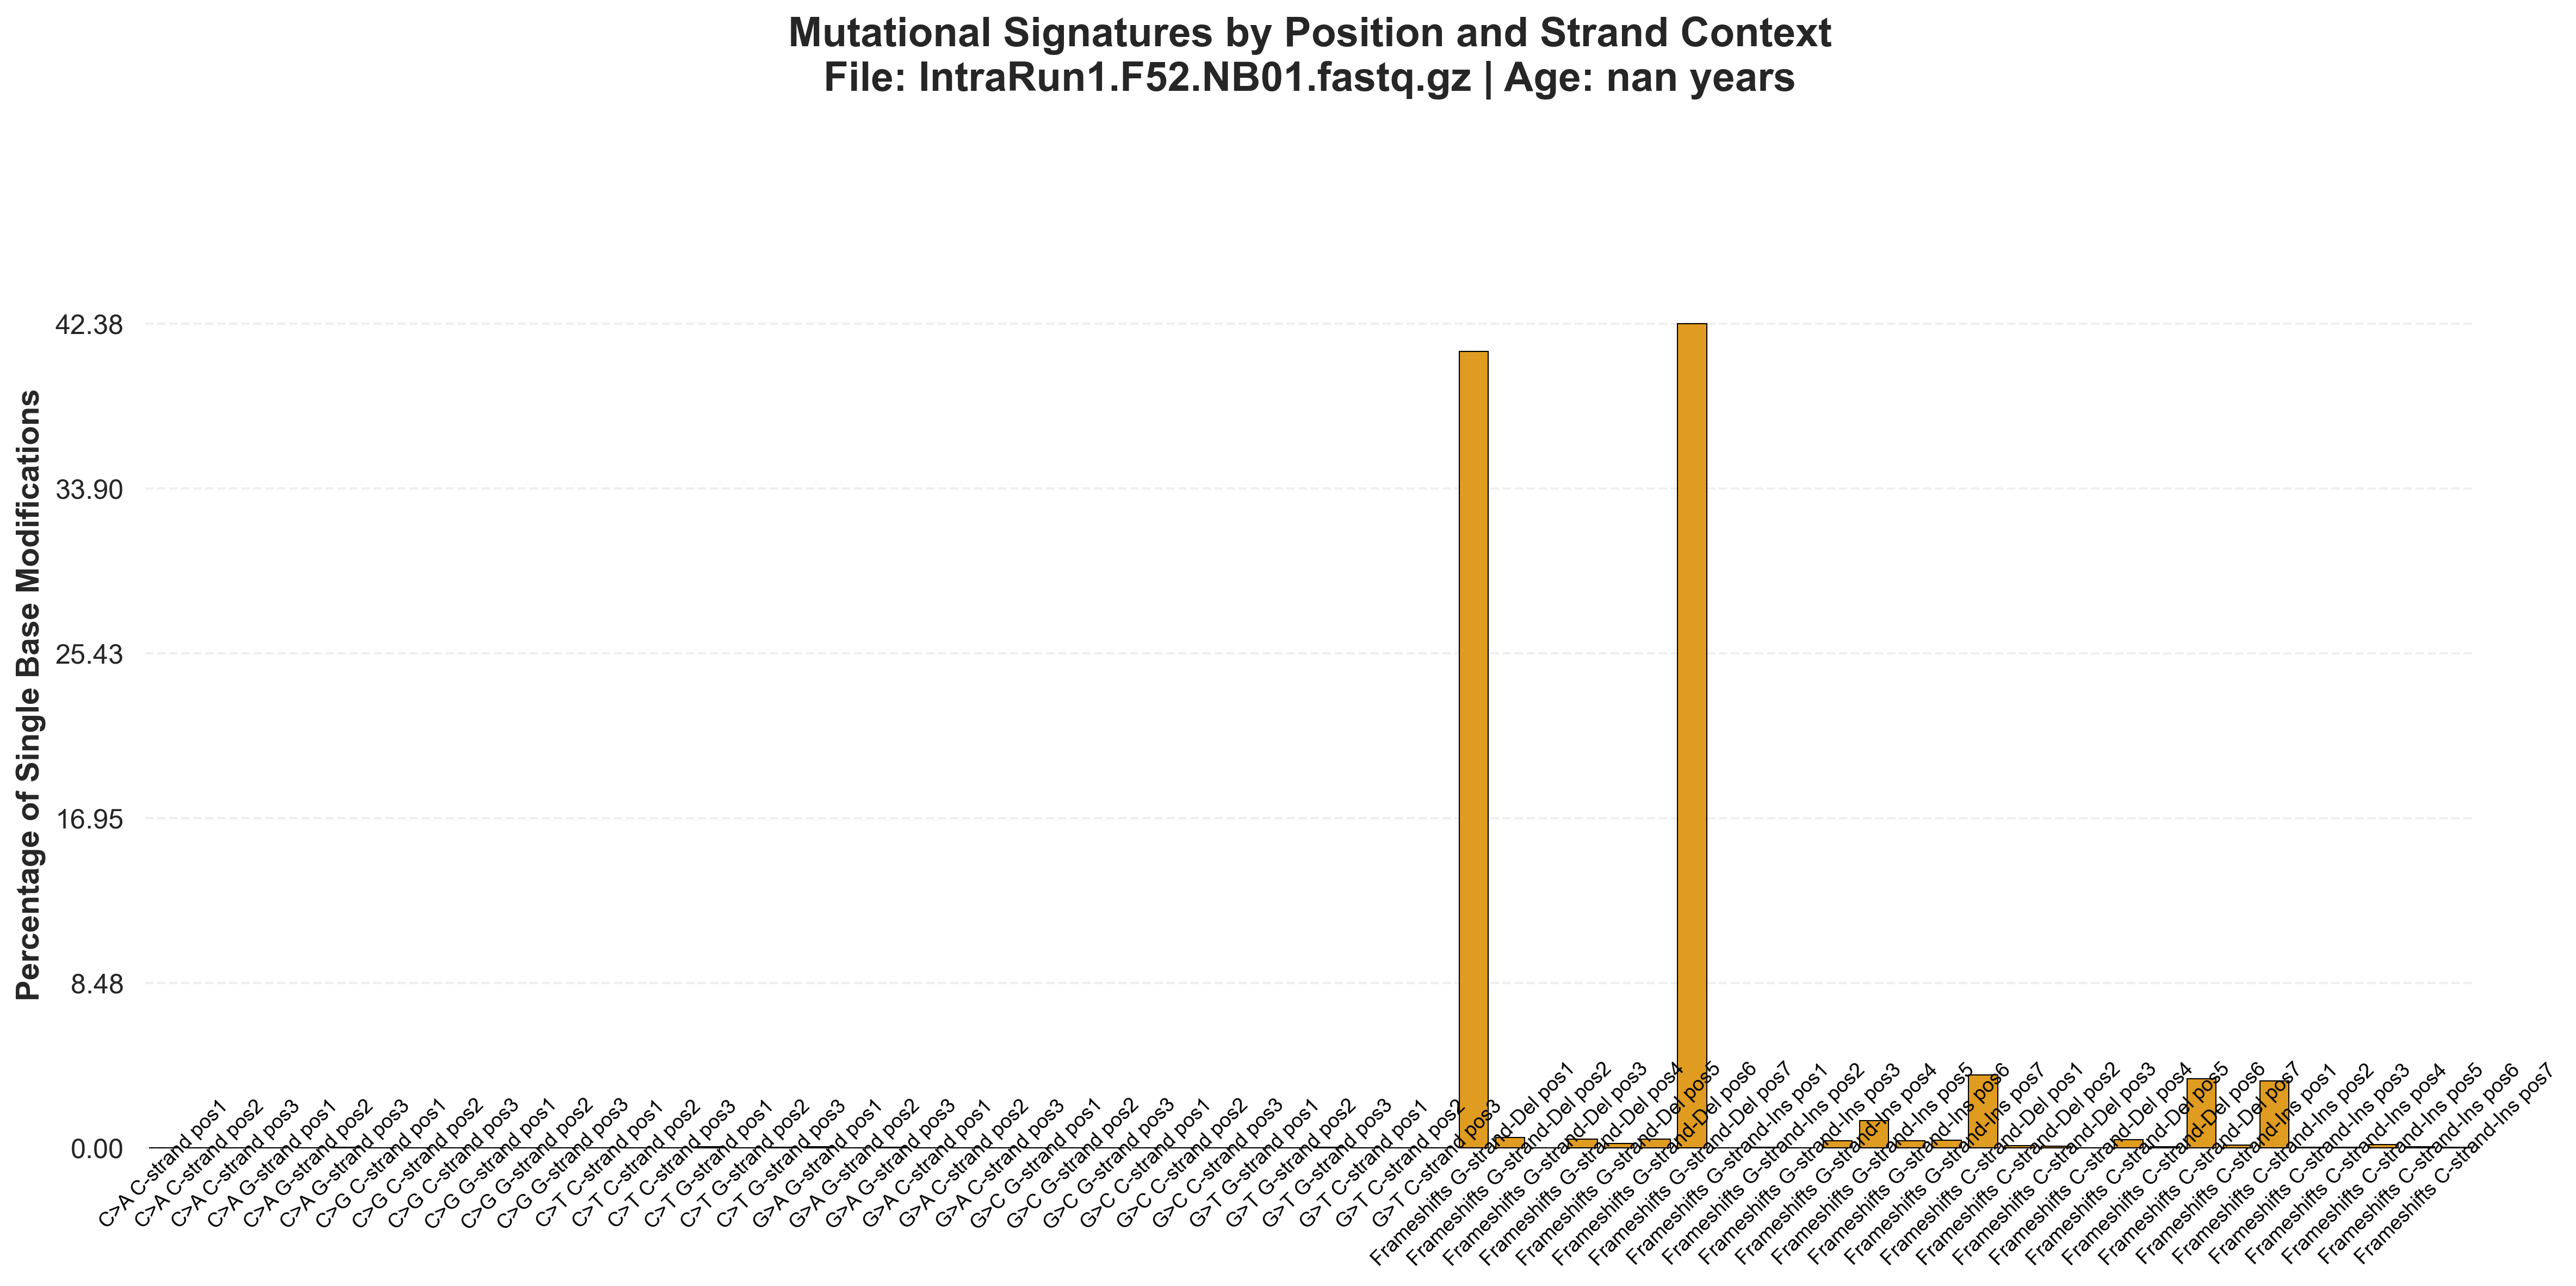 Mutational Signatures by Position and Strand Context
File: IntraRun1.F52.NB01.fastq.gz | Age: nan years
Percentage of Single Base Modifications
42.38
33.90
25.43
16.95
8.48
0.00
C>A C-strand pos1
C>A C-strand pos2
C>A C-strand pos3
C>A G-strand pos1
C>A G-strand pos2
C>A G-strand pos3
C>G C-strand pos1
C>G C-strand pos2
C>G C-strand pos3
C>G G-strand pos1
C>G G-strand pos2
C>G G-strand pos3
C>T C-strand pos1
C>T C-strand pos2
C>T C-strand pos3
C>T G-strand pos1
C>T G-strand pos2
C>T G-strand pos3
G>A G-strand pos1
G>A G-strand pos2
G>A G-strand pos3
G>A C-strand pos1
G>A C-strand pos2
G>A C-strand pos3
G>C G-strand pos1
G>C G-strand pos2
G>C G-strand pos3
G>C C-strand pos1
G>C C-strand pos2
G>C C-strand pos3
G>T G-strand pos1
G>T G-strand pos2
G>T G-strand pos3
G>T C-strand pos1
G>T C-strand pos2
G>T C-strand pos3
Frameshifts G-strand-Del pos1
Frameshifts G-strand-Del pos2
Frameshifts G-strand-Del pos3
Frameshifts G-strand-Del pos4
Frameshifts G-strand-Del pos5
Frameshifts G-strand-Del pos6
Frameshifts G-strand-Del pos7
Frameshifts G-strand-Ins pos1
Frameshifts G-strand-Ins pos2
Frameshifts G-strand-Ins pos3
Frameshifts G-strand-Ins pos4
Frameshifts G-strand-Ins pos5
Frameshifts G-strand-Ins pos6
Frameshifts G-strand-Ins pos7
Frameshifts C-strand-Del pos1
Frameshifts C-strand-Del pos2
Frameshifts C-strand-Del pos3
Frameshifts C-strand-Del pos4
Frameshifts C-strand-Del pos5
Frameshifts C-strand-Del pos6
Frameshifts C-strand-Del pos7
Frameshifts C-strand-Ins pos1
Frameshifts C-strand-Ins pos2
Frameshifts C-strand-Ins pos3
Frameshifts C-strand-Ins pos4
Frameshifts C-strand-Ins pos5
Frameshifts C-strand-Ins pos6
Frameshifts C-strand-Ins pos7